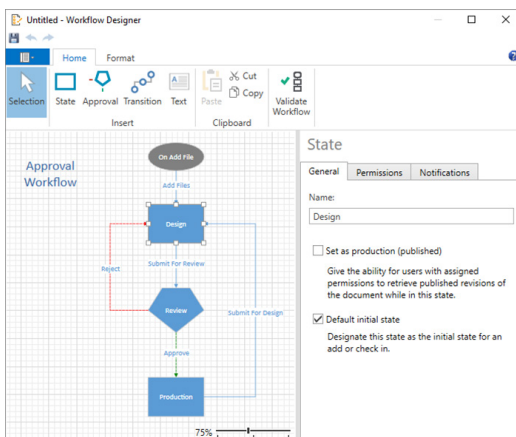 Untitled - Workflow Designer
Home
Format
Selection
State
Approval
Transition
Text
Paste
Cut
Copy
Validate
Workflow
Insert
Clipboard
Approval
Workflow
On Add File
Add Files
Design
Submit For Review
Reject
Review
Submit For Design
Approve
Production
75%
State
General
Permissions
Notifications
Name:
Design
Set as production (published)
Give the ability for users with assigned
permissions to retrieve published revisions
of the document while in this state.
Default initial state
Designate this state as the initial state for an
add or check in.